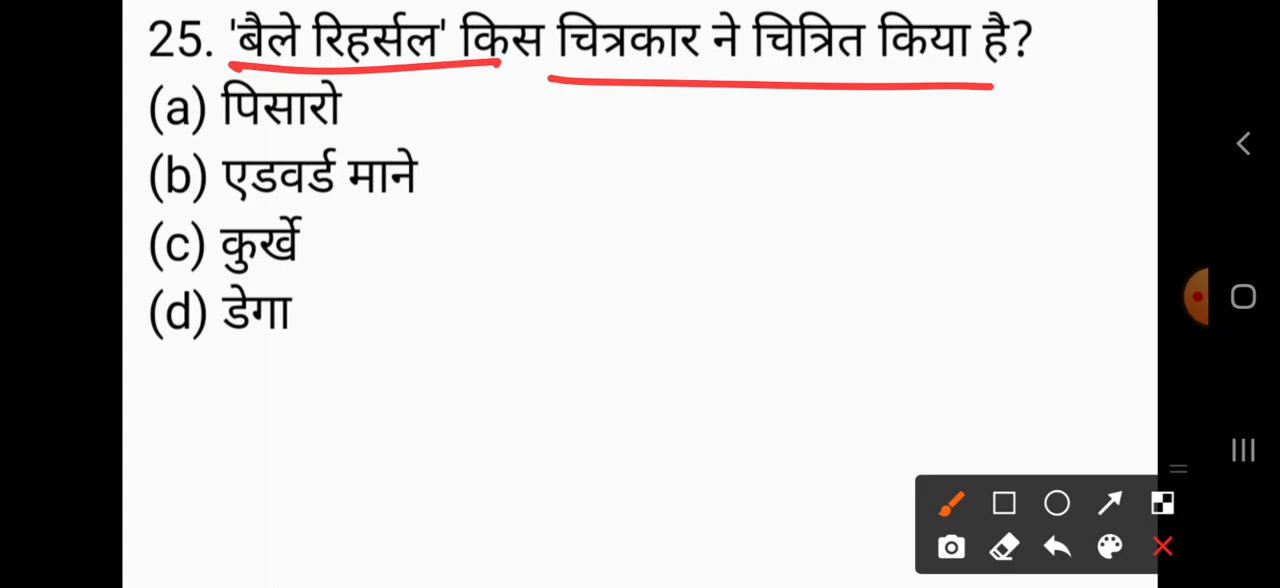 25. 'बैले रिहर्सल' किस चित्रकार ने चित्रित किया है?
(a) पिसारो
(b) एडवर्ड माने
(c) कुर्खे
(d) डेगा